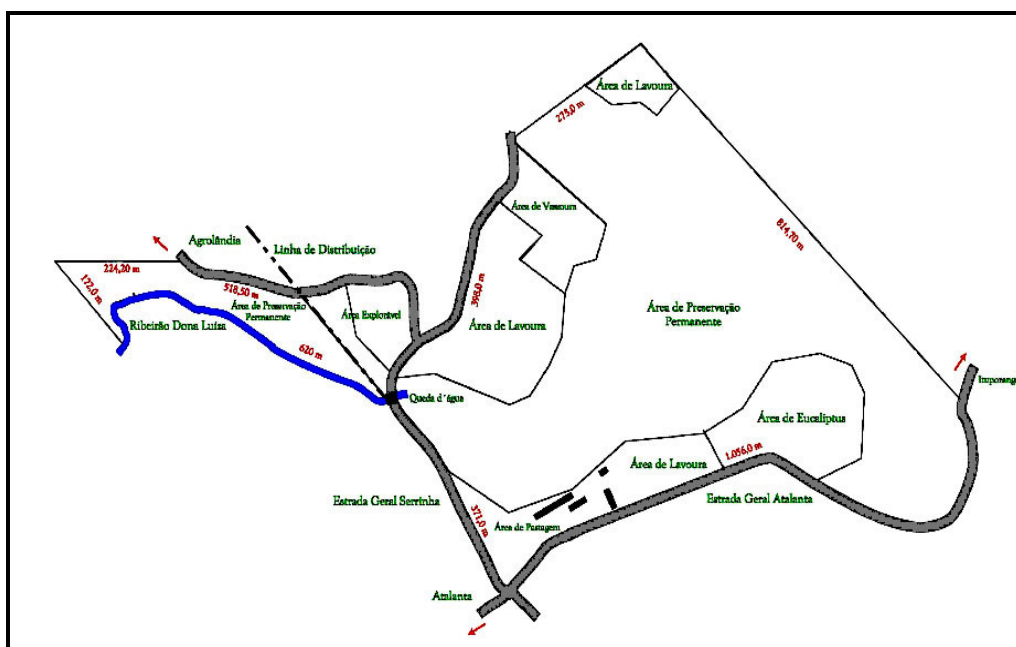 Área de Lavoura
275,0 m
Área de Vassoura
814,70 m
Agrolândia
Linha de Distribuição
224,20 m
518,50 m
172,0 m
398,0 m
Área de Preservação
Permanente
Área Explorável
Ribeirão Dona Luíza
Área de Lavoura
Área de Preservação
Permanente
620 m
Queda d´água
Ituporanga
Área de Eucaliptus
1.056,0 m
Área de Lavoura
Estrada Geral Serrinha
Estrada Geral Atalanta
371,0 m
Área de Pastagem
Atalanta